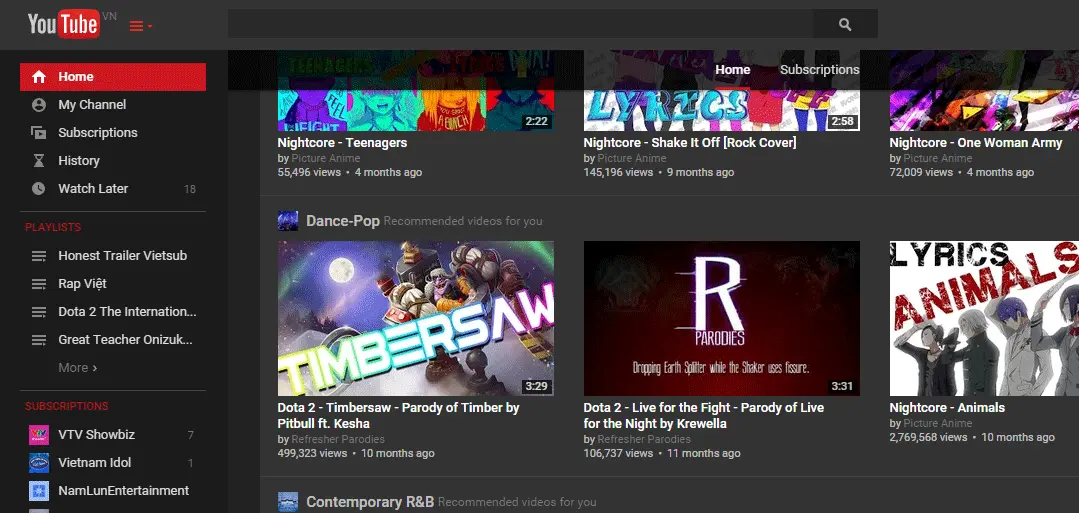 YouTube VN
Home
My Channel
Subscriptions
History
Watch Later 18
PLAYLISTS
Honest Trailer Vietsub
Rap Việt
Dota 2 The Internation...
Great Teacher Onizuk...
More ›
SUBSCRIPTIONS
VTV Showbiz 7
Vietnam Idol 1
NamLunEntertainment
Home Subscriptions
TEENAGERS
2:22
Nightcore - Teenagers
by Picture Anime
55,496 views • 4 months ago
LYRICS
2:58
Nightcore - Shake It Off [Rock Cover]
by Picture Anime
145,196 views • 9 months ago
Nightcore - One Woman Army
by Picture Anime
72,009 views • 4 months ago
Dance-Pop Recommended videos for you
TIMBERSAW
3:29
Dota 2 - Timbersaw - Parody of Timber by
Pitbull ft. Kesha
by Refresher Parodies
499,323 views • 10 months ago
R
PARODIES
Dropping Earth Splitter while the Shaker uses fissure.
3:31
Dota 2 - Live for the Fight - Parody of Live
for the Night by Krewella
by Refresher Parodies
106,737 views • 11 months ago
LYRICS
ANIMALS
Nightcore - Animals
by Picture Anime
2,769,568 views • 10 months ago
Contemporary R&B Recommended videos for you